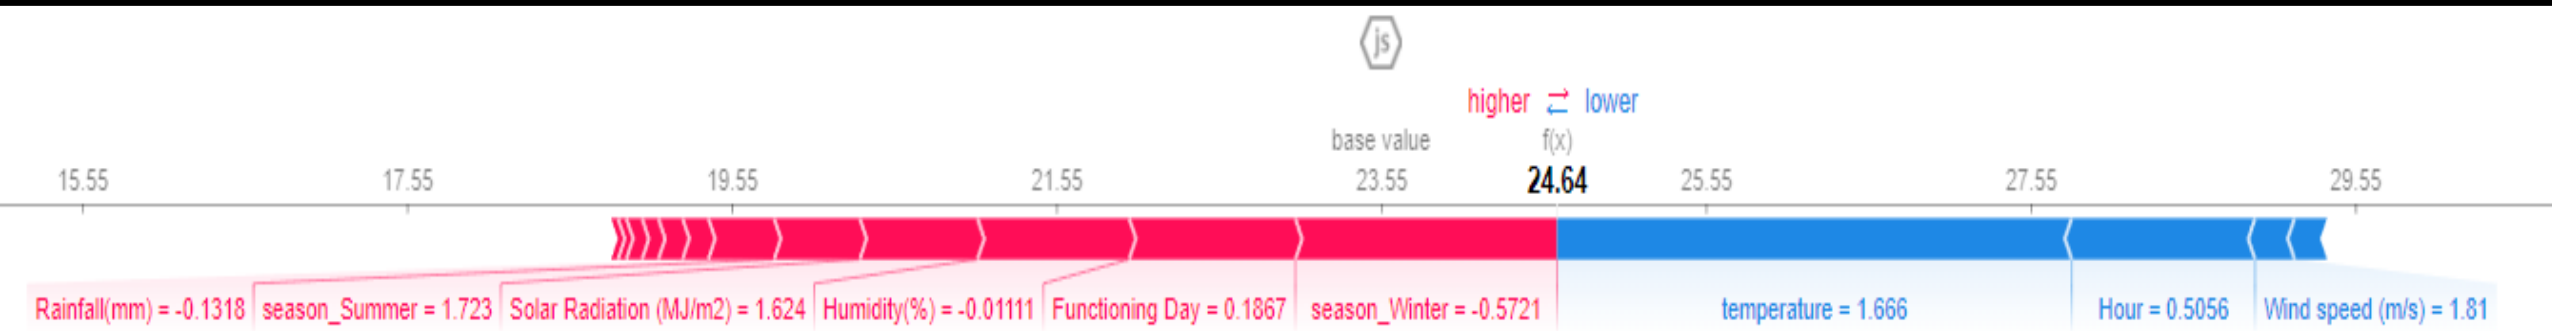 js
higher ⇄ lower
base value f(x)
15.55 17.55 19.55 21.55 23.55 24.64 25.55 27.55 29.55
Rainfall(mm) = -0.1318 season_Summer = 1.723 Solar Radiation (MJ/m2) = 1.624 Humidity(%) = -0.01111 Functioning Day = 0.1867 season_Winter = -0.5721 temperature = 1.666 Hour = 0.5056 Wind speed (m/s) = 1.81